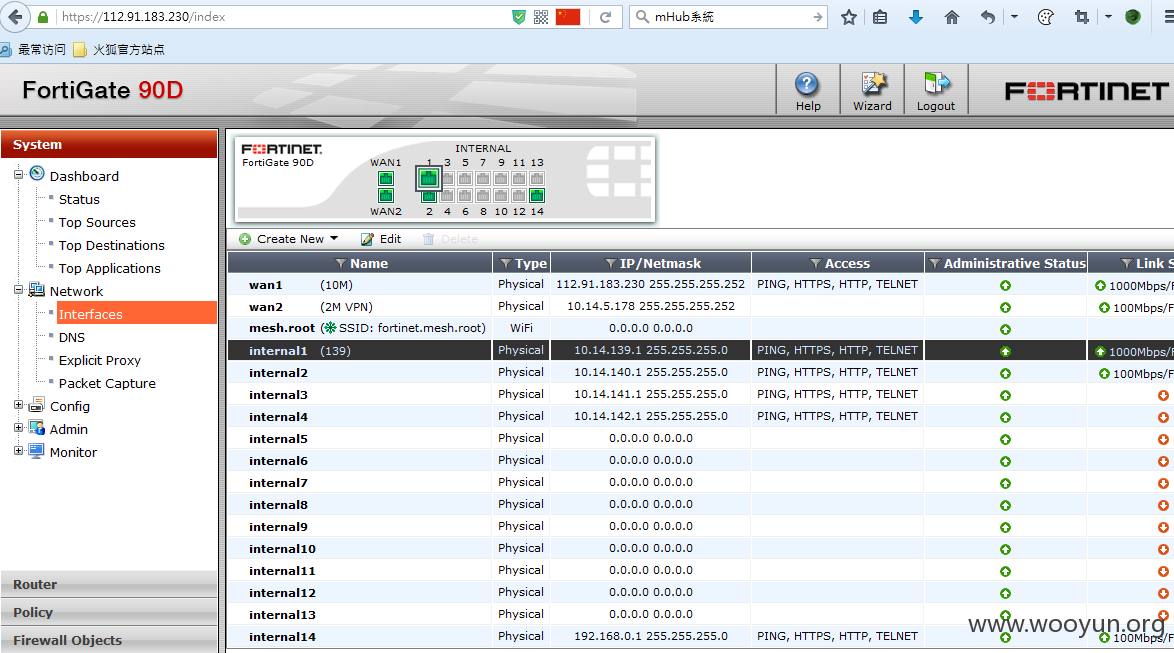 https://112.91.183.230/index
mHub系統
最常访问 火狐官方站点
FortiGate 90D
Help Wizard Logout
FORTINET
System
Dashboard
Status
Top Sources
Top Destinations
Top Applications
Network
Interfaces
DNS
Explicit Proxy
Packet Capture
Config
Admin
Monitor
Router
Policy
Firewall Objects
FORTINET.
FortiGate 90D
INTERNAL
WAN1 1 3 5 7 9 11 13
WAN2 2 4 6 8 10 12 14
Create New Edit Delete
Name Type IP/Netmask Access Administrative Status Link S
wan1 (10M) Physical 112.91.183.230 255.255.255.252 PING, HTTPS, HTTP, TELNET 1000Mbps/F
wan2 (2M VPN) Physical 10.14.5.178 255.255.255.252 100Mbps/F
mesh.root (SSID: fortinet.mesh.root) WiFi 0.0.0.0 0.0.0.0
internal1 (139) Physical 10.14.139.1 255.255.255.0 PING, HTTPS, HTTP, TELNET 1000Mbps/F
internal2 Physical 10.14.140.1 255.255.255.0 PING, HTTPS, HTTP, TELNET 100Mbps/F
internal3 Physical 10.14.141.1 255.255.255.0 PING, HTTPS, HTTP, TELNET
internal4 Physical 10.14.142.1 255.255.255.0 PING, HTTPS, HTTP, TELNET
internal5 Physical 0.0.0.0 0.0.0.0
internal6 Physical 0.0.0.0 0.0.0.0
internal7 Physical 0.0.0.0 0.0.0.0
internal8 Physical 0.0.0.0 0.0.0.0
internal9 Physical 0.0.0.0 0.0.0.0
internal10 Physical 0.0.0.0 0.0.0.0
internal11 Physical 0.0.0.0 0.0.0.0
internal12 Physical 0.0.0.0 0.0.0.0
internal13 Physical 0.0.0.0 0.0.0.0
internal14 Physical 192.168.0.1 255.255.255.0 PING, HTTPS, HTTP, TELNET 100Mbps/F
www.wooyun.org